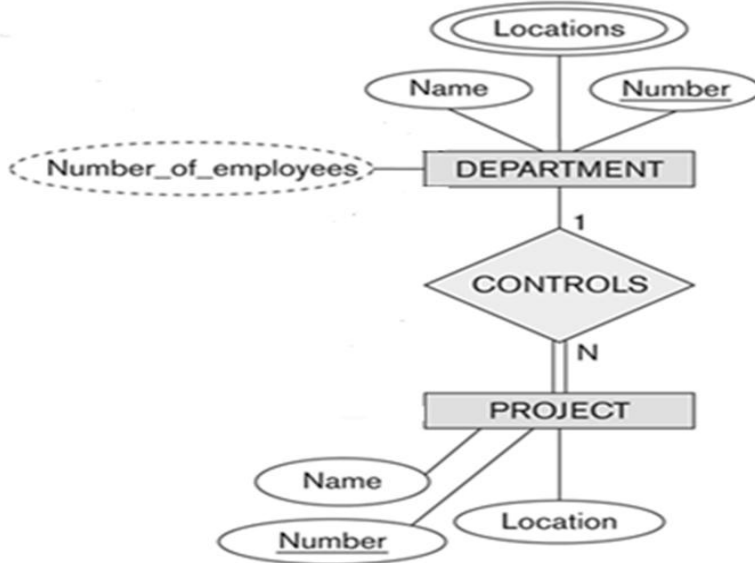 Locations
Name
Number
Number_of_employees
DEPARTMENT
1
CONTROLS
N
PROJECT
Name
Number
Location